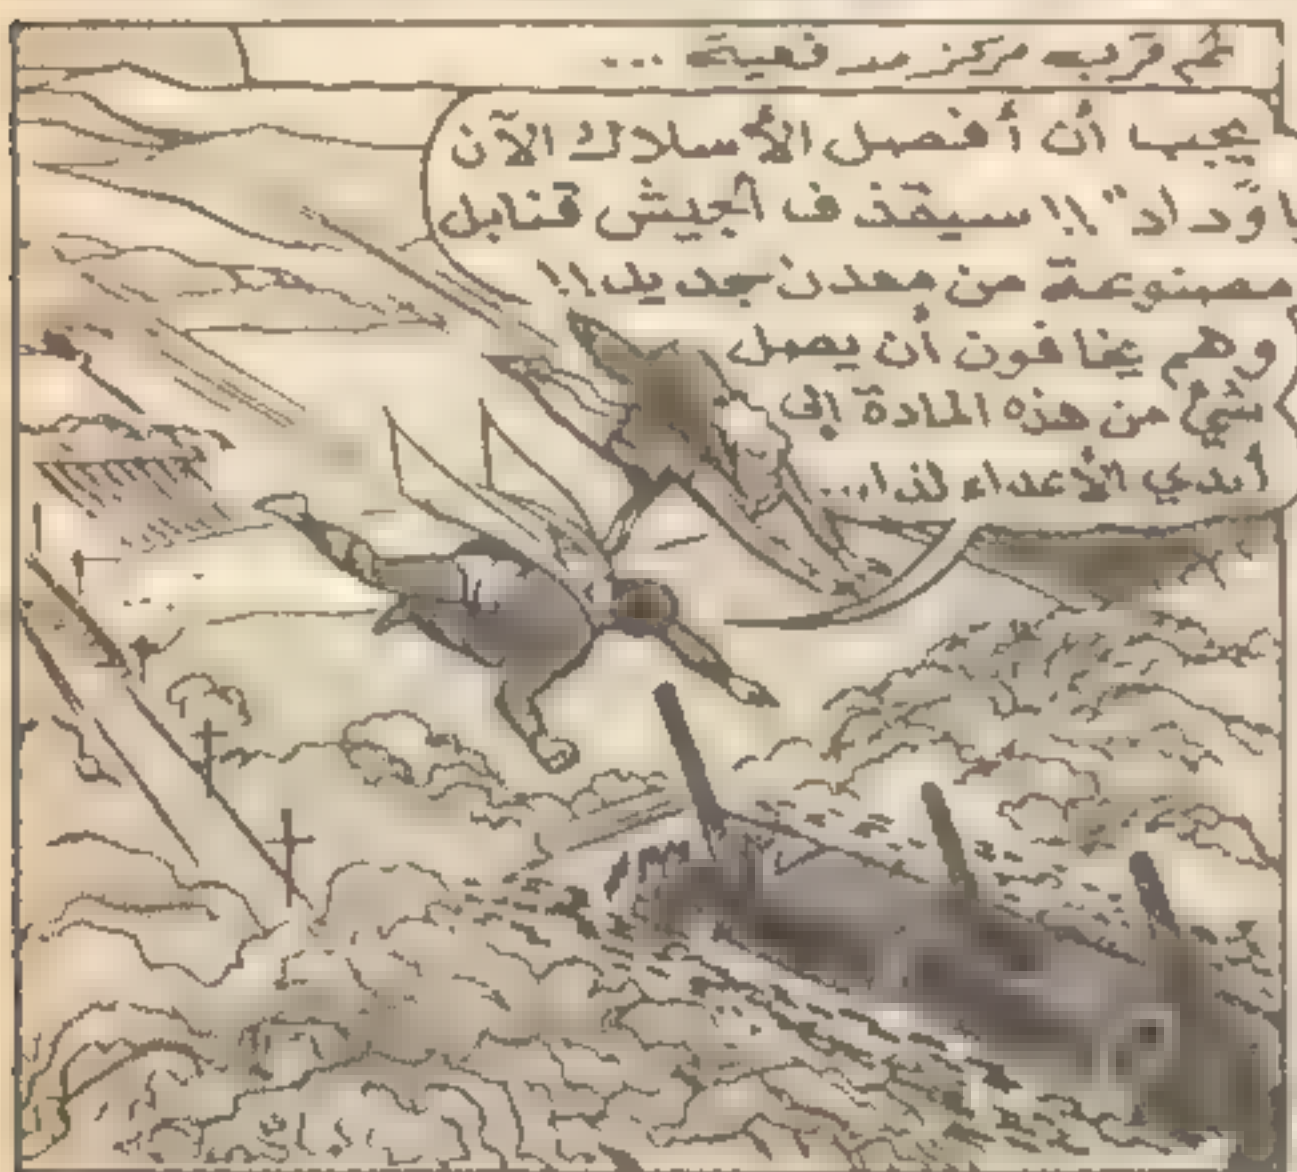 ثم قرب مركز مدفعية ...
يجب أن أفصل الأسلاك الآن
يا وداد"!! سيقذف الجيش قنابل
مصنوعة من معدن جديد!!
وهم يخافون أن يصل
شئ من هذه المادة إلى
أيدي الأعداء لذا...